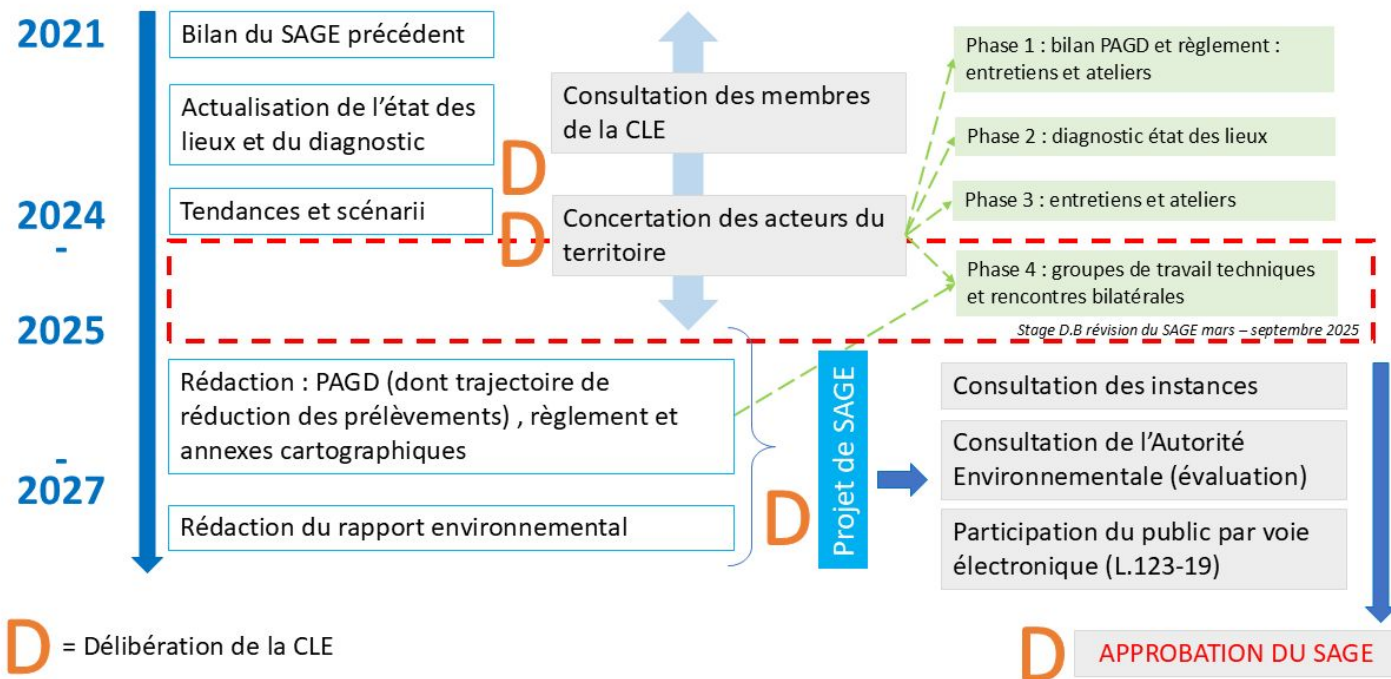 2021
Bilan du SAGE précédent
Actualisation de l’état des
lieux et du diagnostic
D
2024
Tendances et scénarii
D
-
2025
Consultation des membres
de la CLE
Concertation des acteurs du
territoire
Phase 1 : bilan PAGD et règlement :
entretiens et ateliers
Phase 2 : diagnostic état des lieux
Phase 3 : entretiens et ateliers
Phase 4 : groupes de travail techniques
et rencontres bilatérales
Stage D.B révision du SAGE mars – septembre 2025
Rédaction : PAGD (dont trajectoire de
réduction des prélèvements) , règlement et
annexes cartographiques
-
2027
Rédaction du rapport environnemental
D
Projet de SAGE
Consultation des instances
Consultation de l’Autorité
Environnementale (évaluation)
Participation du public par voie
électronique (L.123-19)
D = Délibération de la CLE
D
APPROBATION DU SAGE